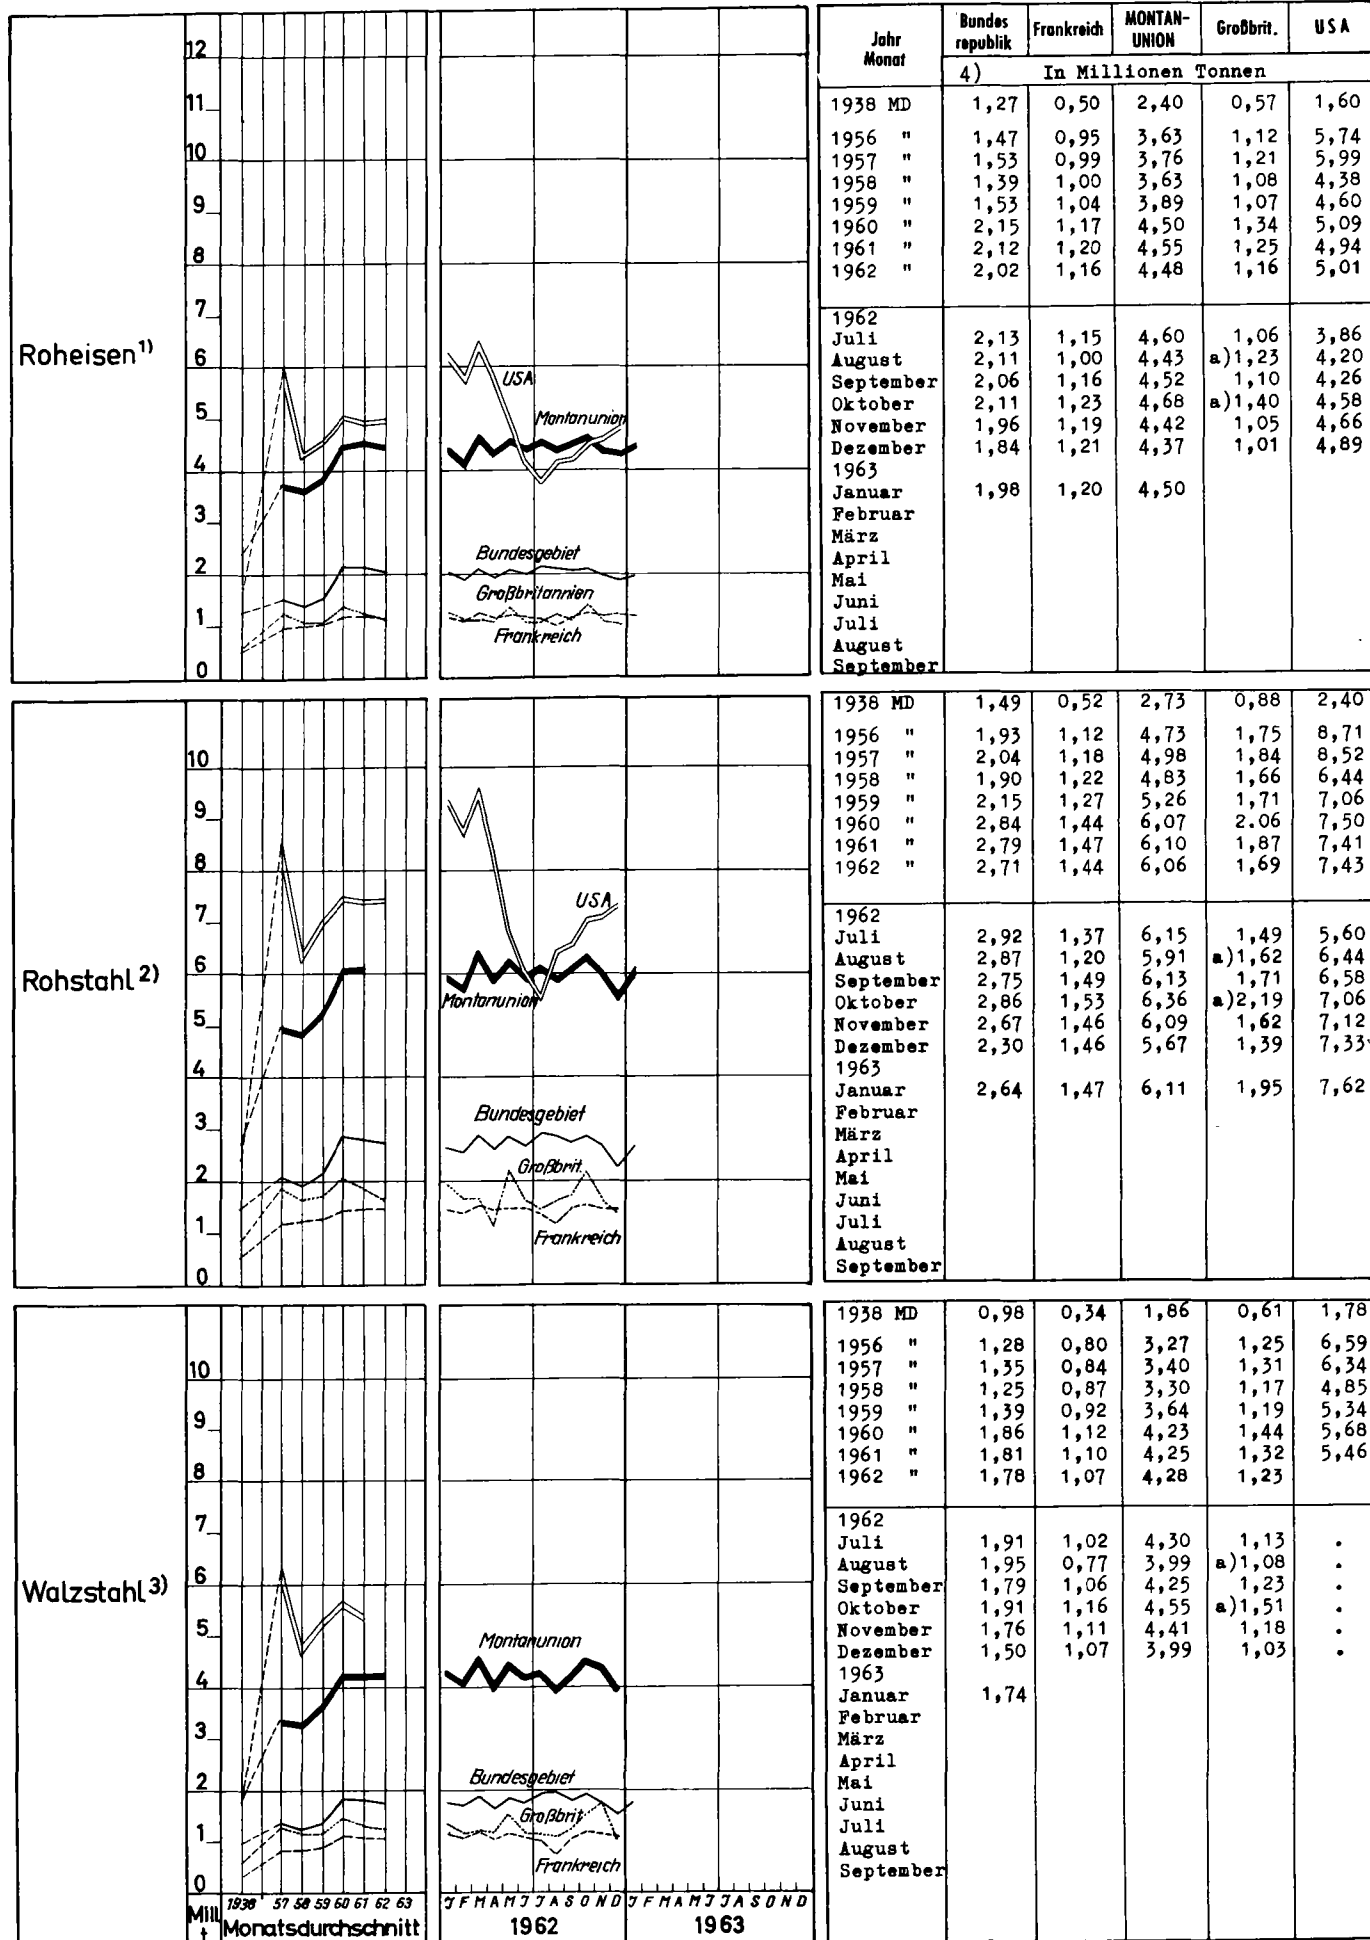 Jahr Monat | Bundes republik | Frankreich | MONTAN-UNION | Großbrit. | USA
4) In Millionen Tonnen
Roheisen1)
12
11
10
9
8
7
6
5
4
3
2
1
0
USA
Montanunion
Bundesgebiet
Großbritannien
Frankreich
1938 MD 1,27 0,50 2,40 0,57 1,60
1956 " 1,47 0,95 3,63 1,12 5,74
1957 " 1,53 0,99 3,76 1,21 5,99
1958 " 1,39 1,00 3,63 1,08 4,38
1959 " 1,53 1,04 3,89 1,07 4,60
1960 " 2,15 1,17 4,50 1,34 5,09
1961 " 2,12 1,20 4,55 1,25 4,94
1962 " 2,02 1,16 4,48 1,16 5,01
1962
Juli 2,13 1,15 4,60 1,06 3,86
August 2,11 1,00 4,43 a)1,23 4,20
September 2,06 1,16 4,52 1,10 4,26
Oktober 2,11 1,23 4,68 a)1,40 4,58
November 1,96 1,19 4,42 1,05 4,66
Dezember 1,84 1,21 4,37 1,01 4,89
1963
Januar 1,98 1,20 4,50
Februar
März
April
Mai
Juni
Juli
August
September
Rohstahl2)
10
9
8
7
6
5
4
3
2
1
0
USA
Montanunion
Bundesgebiet
Großbrit.
Frankreich
1938 MD 1,49 0,52 2,73 0,88 2,40
1956 " 1,93 1,12 4,73 1,75 8,71
1957 " 2,04 1,18 4,98 1,84 8,52
1958 " 1,90 1,22 4,83 1,66 6,44
1959 " 2,15 1,27 5,26 1,71 7,06
1960 " 2,84 1,44 6,07 2.06 7,50
1961 " 2,79 1,47 6,10 1,87 7,41
1962 " 2,71 1,44 6,06 1,69 7,43
1962
Juli 2,92 1,37 6,15 1,49 5,60
August 2,87 1,20 5,91 a)1,62 6,44
September 2,75 1,49 6,13 1,71 6,58
Oktober 2,86 1,53 6,36 a)2,19 7,06
November 2,67 1,46 6,09 1,62 7,12
Dezember 2,30 1,46 5,67 1,39 7,33
1963
Januar 2,64 1,47 6,11 1,95 7,62
Februar
März
April
Mai
Juni
Juli
August
September
Walzstahl3)
10
9
8
7
6
5
4
3
2
1
0
Montanunion
Bundesgebiet
Großbrit
Frankreich
1938 MD 0,98 0,34 1,86 0,61 1,78
1956 " 1,28 0,80 3,27 1,25 6,59
1957 " 1,35 0,84 3,40 1,31 6,34
1958 " 1,25 0,87 3,30 1,17 4,85
1959 " 1,39 0,92 3,64 1,19 5,34
1960 " 1,86 1,12 4,23 1,44 5,68
1961 " 1,81 1,10 4,25 1,32 5,46
1962 " 1,78 1,07 4,28 1,23
1962
Juli 1,91 1,02 4,30 1,13 .
August 1,95 0,77 3,99 a)1,08 .
September 1,79 1,06 4,25 1,23 .
Oktober 1,91 1,16 4,55 a)1,51 .
November 1,76 1,11 4,41 1,18 .
Dezember 1,50 1,07 3,99 1,03 .
1963
Januar 1,74
Februar
März
April
Mai
Juni
Juli
August
September
Mill t
1938 57 58 59 60 61 62 63
Monatsdurchschnitt
J F M A M J J A S O N D J F M A M J J A S O N D
1962 1963